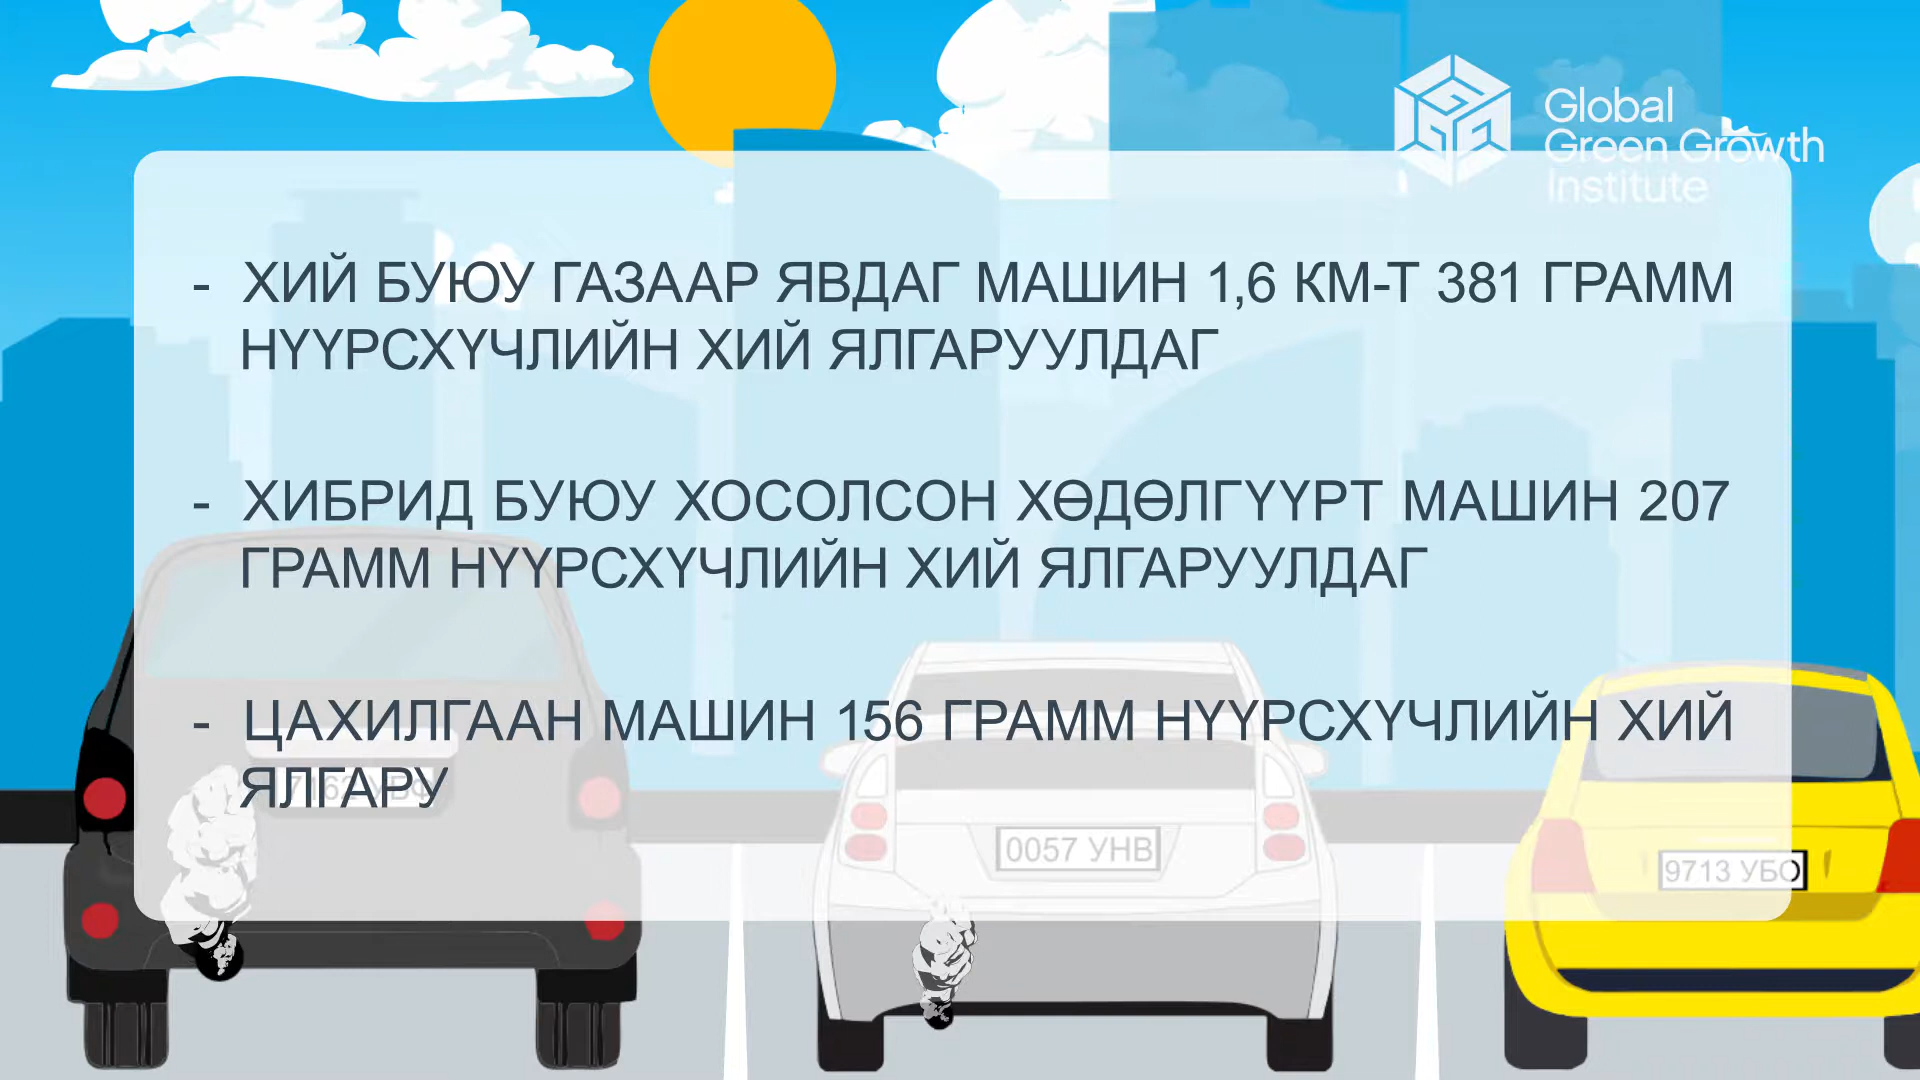 Global
Green Growth
Institute
- ХИЙ БУЮУ ГАЗААР ЯВДАГ МАШИН 1,6 КМ-Т 381 ГРАММ
НҮҮРСХҮЧЛИЙН ХИЙ ЯЛГАРУУЛДАГ
- ХИБРИД БУЮУ ХОСОЛСОН ХӨДӨЛГҮҮРТ МАШИН 207
ГРАММ НҮҮРСХҮЧЛИЙН ХИЙ ЯЛГАРУУЛДАГ
- ЦАХИЛГААН МАШИН 156 ГРАММ НҮҮРСХҮЧЛИЙН ХИЙ
ЯЛГАРУ
0057 УНВ
9713 УБО